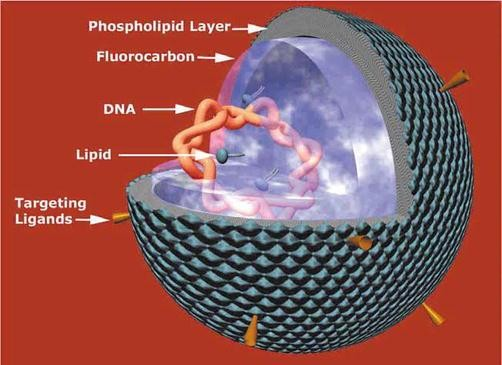 Phospholipid Layer
Fluorocarbon
DNA
Lipid
Targeting
Ligands